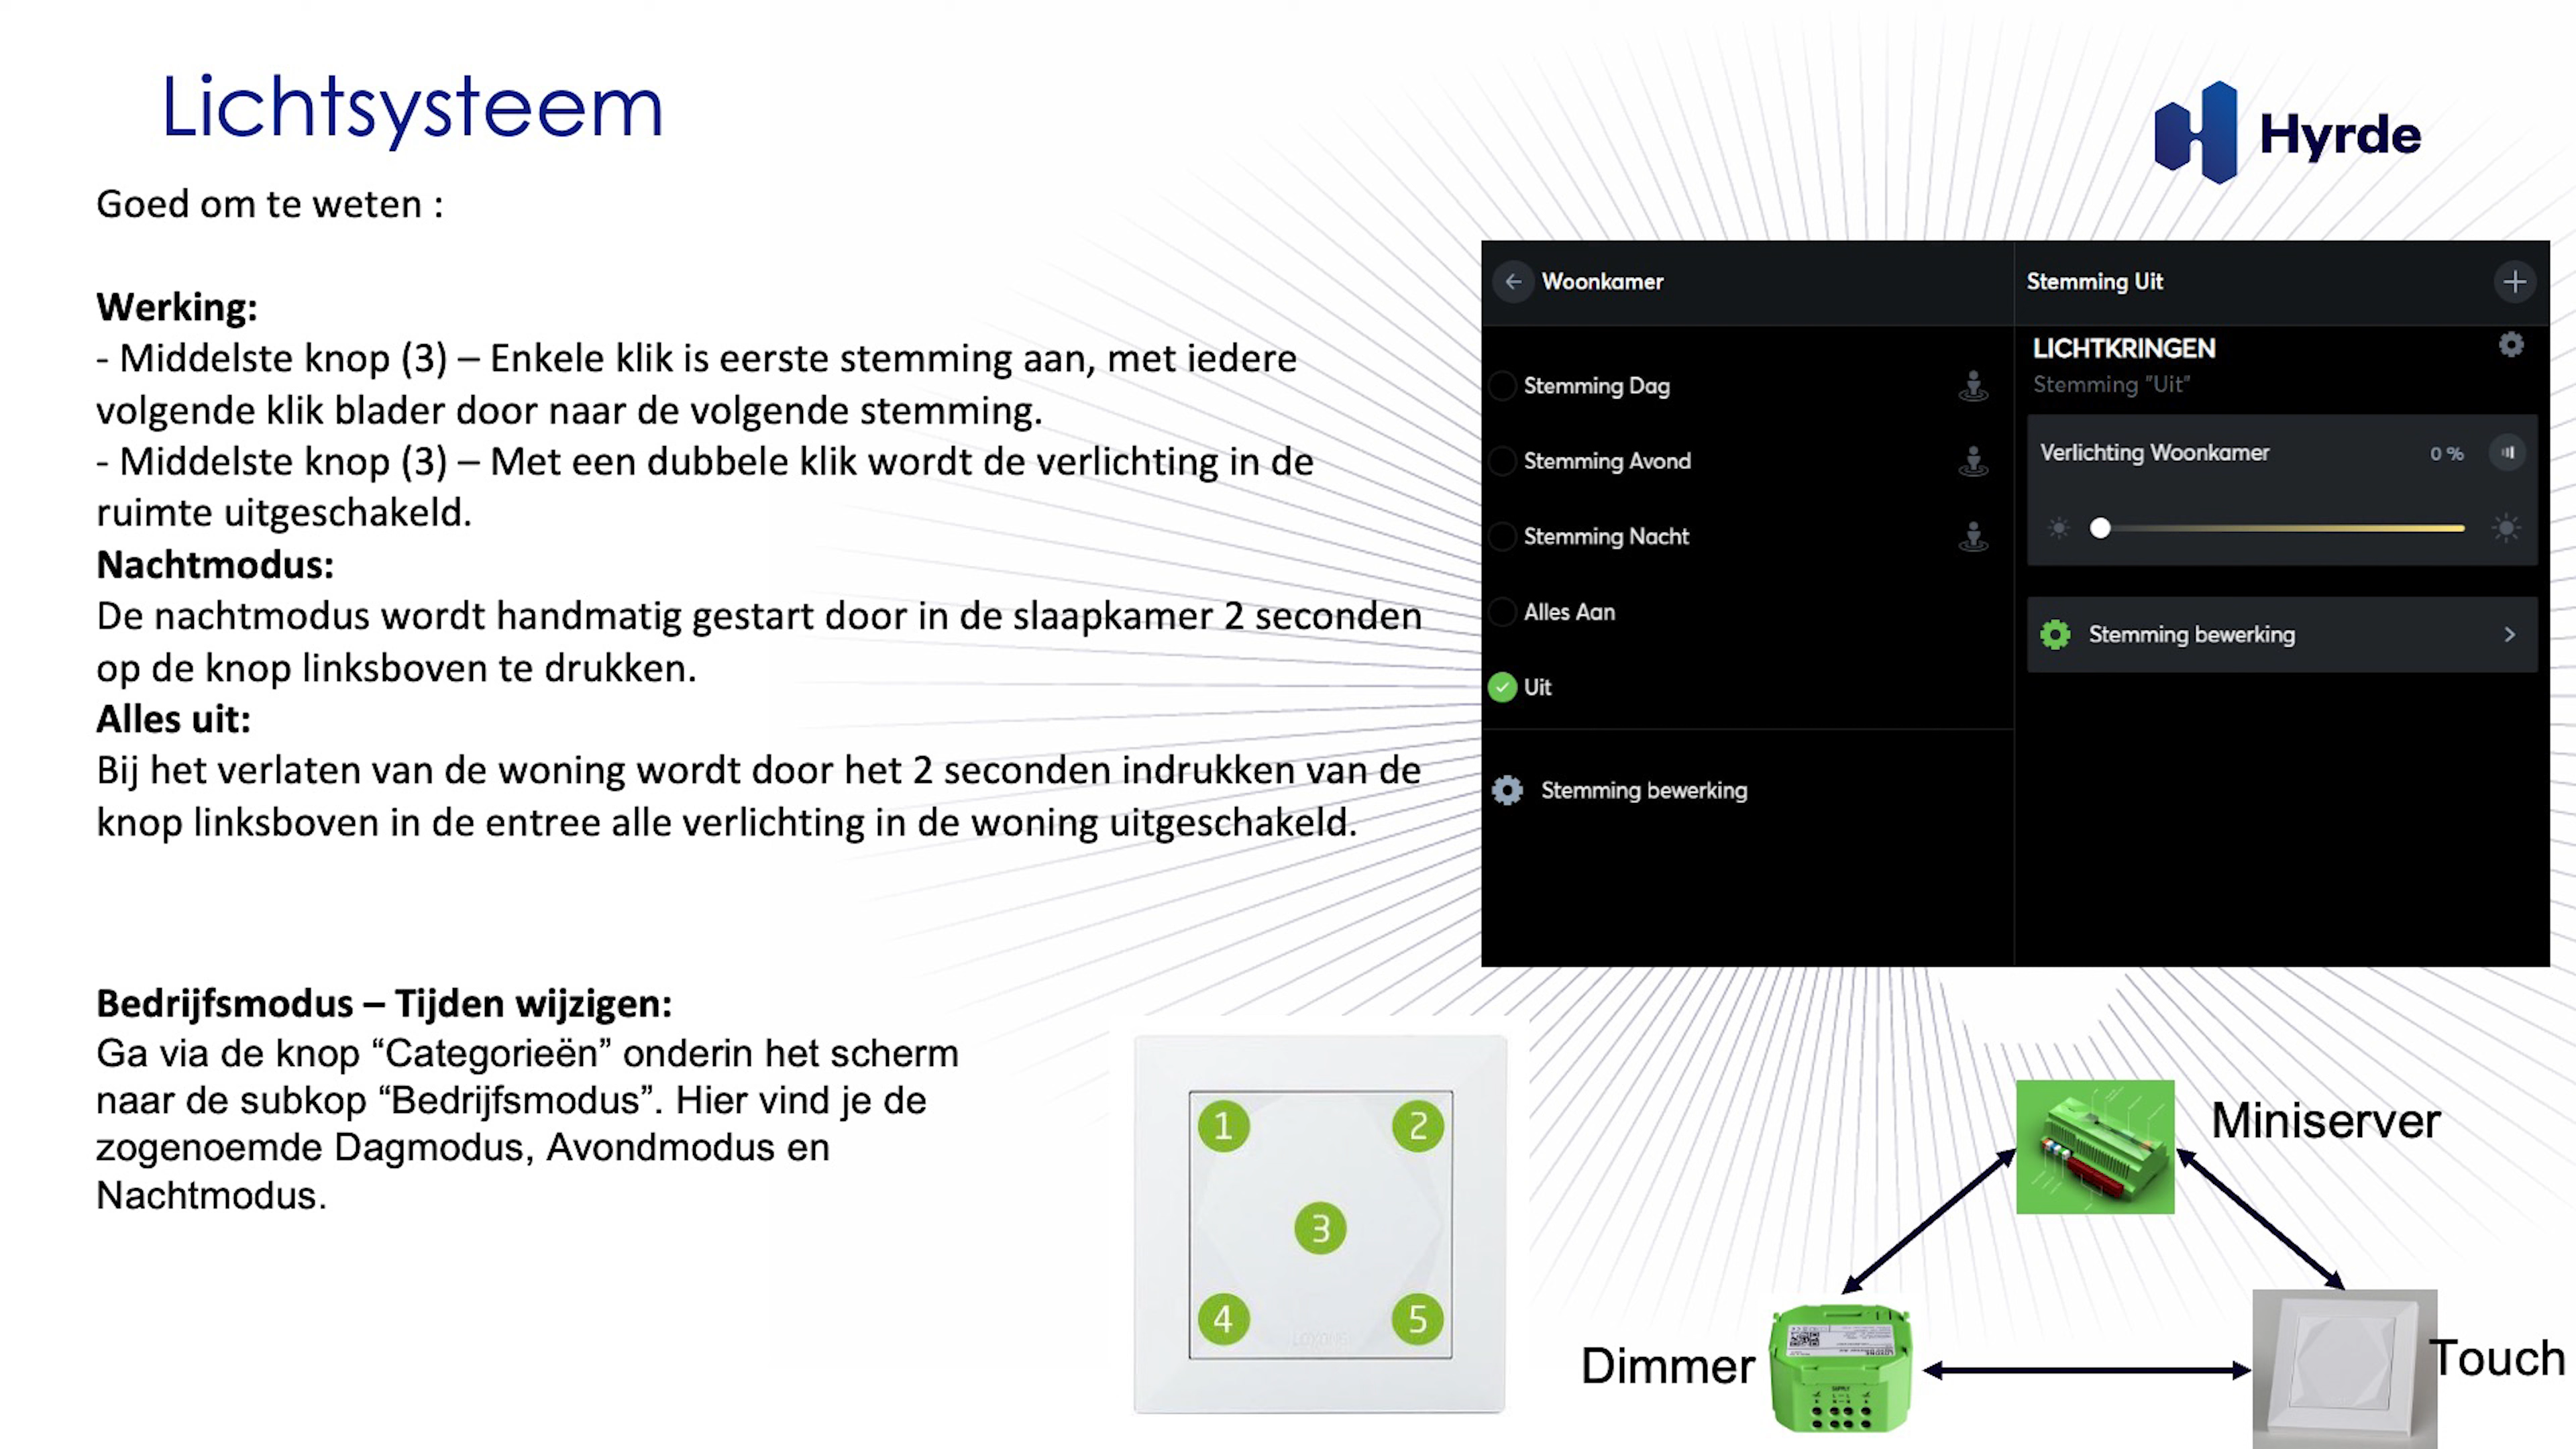 Lichtsysteem
Hyrde
Goed om te weten :
Werking:
- Middelste knop (3) – Enkele klik is eerste stemming aan, met iedere
volgende klik blader door naar de volgende stemming.
- Middelste knop (3) – Met een dubbele klik wordt de verlichting in de
ruimte uitgeschakeld.
Nachtmodus:
De nachtmodus wordt handmatig gestart door in de slaapkamer 2 seconden
op de knop linksboven te drukken.
Alles uit:
Bij het verlaten van de woning wordt door het 2 seconden indrukken van de
knop linksboven in de entree alle verlichting in de woning uitgeschakeld.
Bedrijfsmodus – Tijden wijzigen:
Ga via de knop “Categorieën” onderin het scherm
naar de subkop “Bedrijfsmodus”. Hier vind je de
zogenoemde Dagmodus, Avondmodus en
Nachtmodus.
Woonkamer
Stemming Dag
Stemming Avond
Stemming Nacht
Alles Aan
Uit
Stemming bewerking
Stemming Uit
LICHTKRINGEN
Stemming "Uit"
Verlichting Woonkamer 0 %
Stemming bewerking
1 2
3
4 5
LOXONE
Miniserver
Dimmer
Touch